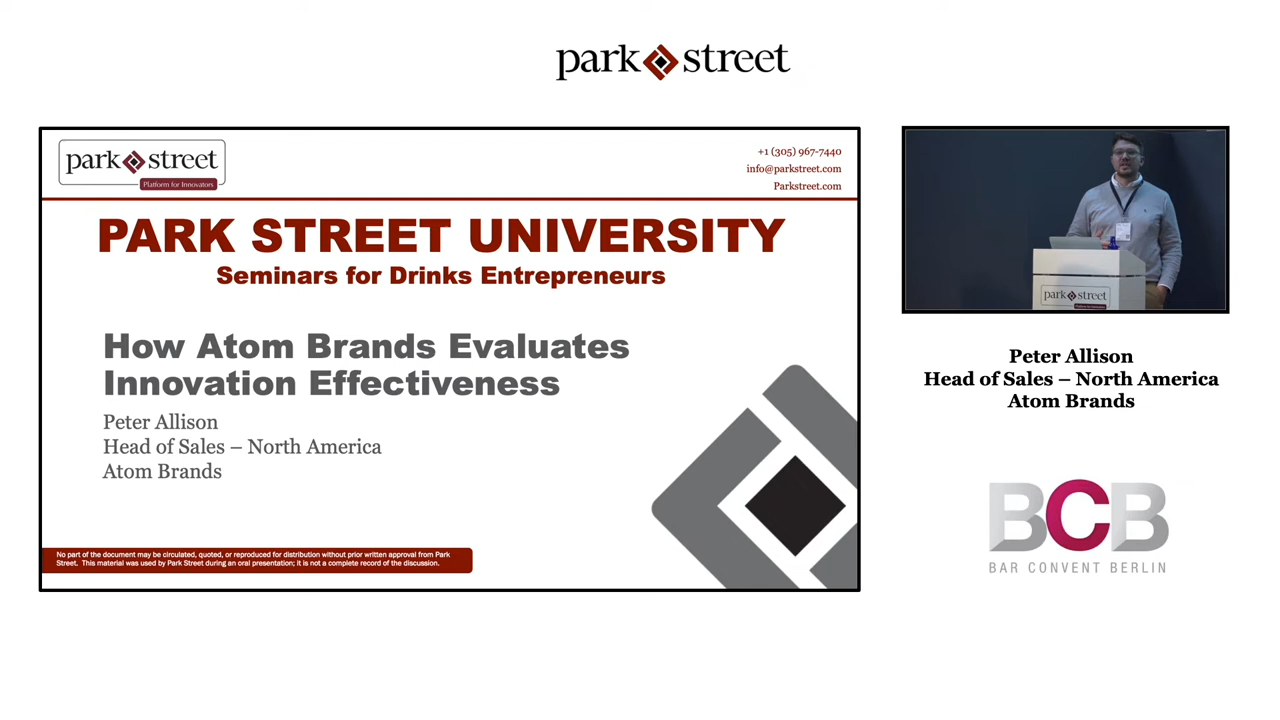 park street
park street
Platform for Innovators
+1 (305) 967-7440
info@parkstreet.com
Parkstreet.com
PARK STREET UNIVERSITY
Seminars for Drinks Entrepreneurs
How Atom Brands Evaluates
Innovation Effectiveness
Peter Allison
Head of Sales – North America
Atom Brands
No part of the document may be circulated, quoted, or reproduced for distribution without prior written approval from Park
Street. This material was used by Park Street during an oral presentation; it is not a complete record of the discussion.
park street
Platform for Innovators
Peter Allison
Head of Sales – North America
Atom Brands
BCB
BAR CONVENT BERLIN